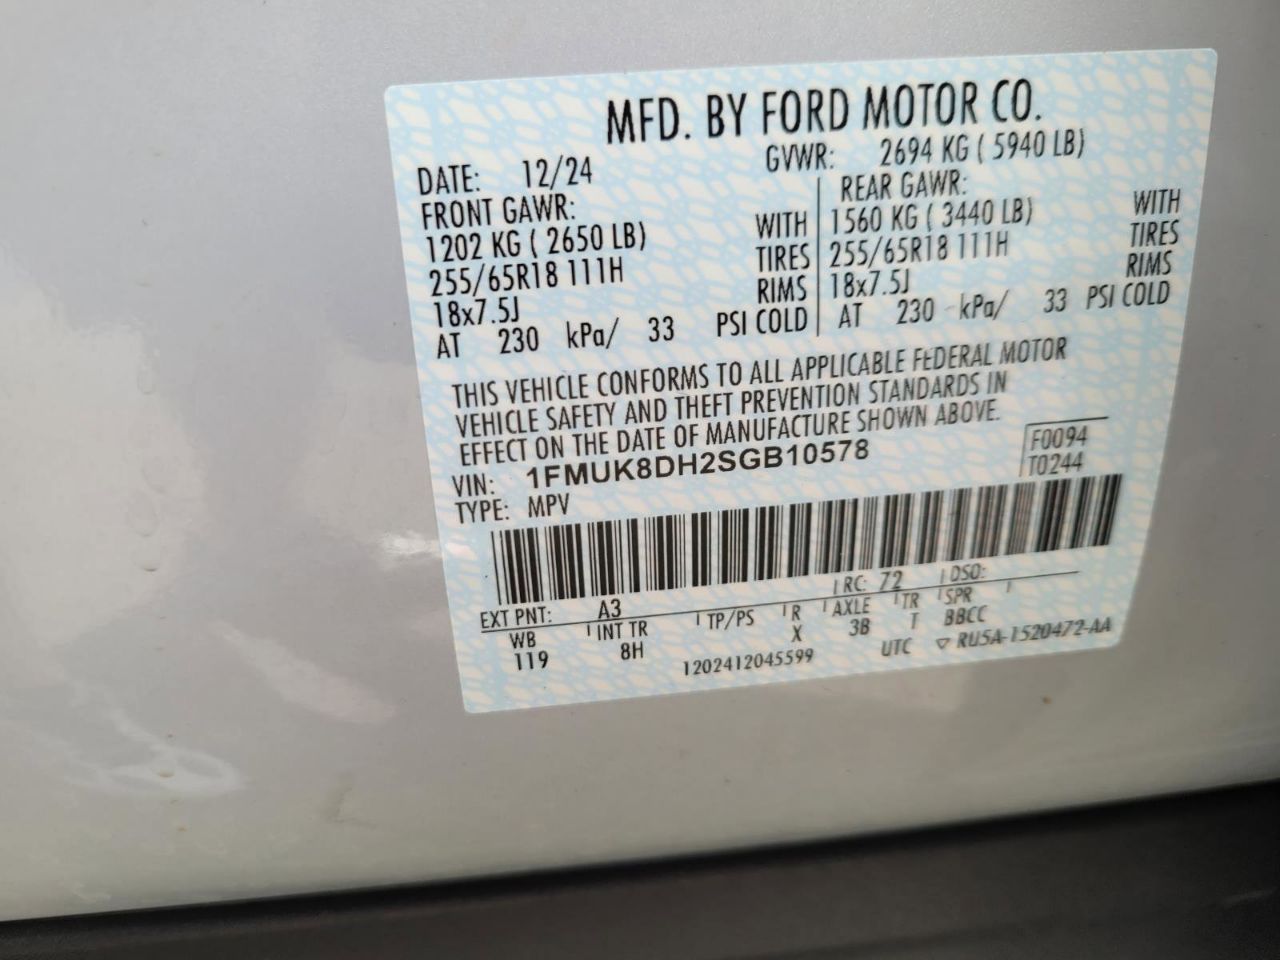 MFD. BY FORD MOTOR CO.
DATE: 12/24 GVWR: 2694 KG ( 5940 LB)
FRONT GAWR: REAR GAWR:
1202 KG ( 2650 LB) WITH 1560 KG ( 3440 LB) WITH
255/65R18 111H TIRES 255/65R18 111H TIRES
18x7.5J RIMS 18x7.5J RIMS
AT 230 kPa/ 33 PSI COLD AT 230 kPa/ 33 PSI COLD
THIS VEHICLE CONFORMS TO ALL APPLICABLE FEDERAL MOTOR
VEHICLE SAFETY AND THEFT PREVENTION STANDARDS IN
EFFECT ON THE DATE OF MANUFACTURE SHOWN ABOVE.
VIN: 1FMUK8DH2SGB10578 F0094
TYPE: MPV T0244
EXT PNT: A3 RC: 72 DSO:
WB INT TR TP/PS R AXLE TR SPR
119 8H X 3B T BBCC
1202412045599 UTC ▽ RU5A-1520472-AA